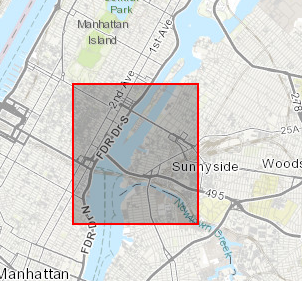 Central
Park
Manhattan
Island
1st-Ave
2nd-Ave
FDR-Dr-S
278
25A
Sunnyside
Woods
495
FDR-Dr-N
Newtown Creek
Manhattan